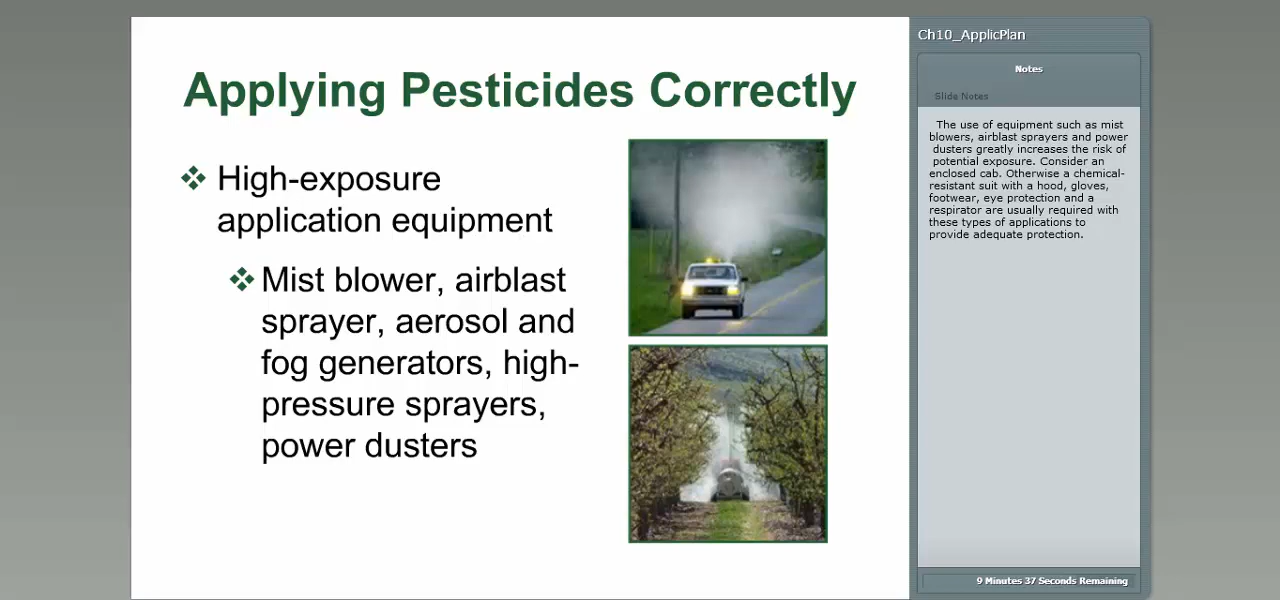 Applying Pesticides Correctly
High-exposure
application equipment
Mist blower, airblast
sprayer, aerosol and
fog generators, high-
pressure sprayers,
power dusters
Ch10_ApplicPlan
Notes
Slide Notes
The use of equipment such as mist
blowers, airblast sprayers and power
dusters greatly increases the risk of
potential exposure. Consider an
enclosed cab. Otherwise a chemical-
resistant suit with a hood, gloves,
footwear, eye protection and a
respirator are usually required with
these types of applications to
provide adequate protection.
9 Minutes 37 Seconds Remaining